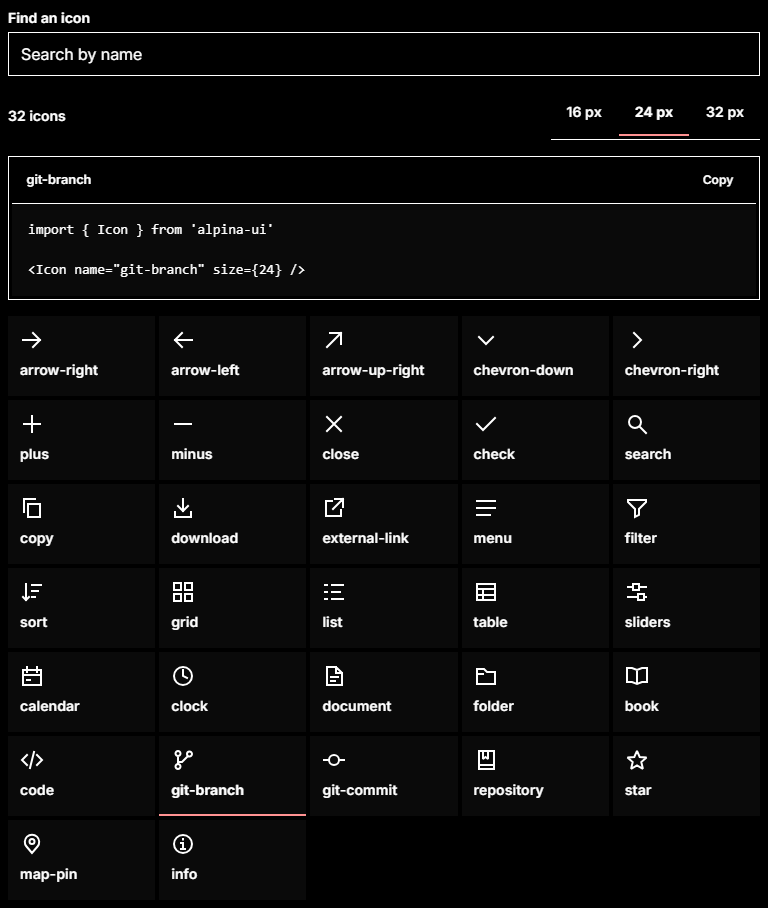 Find an icon
Search by name
32 icons
16 px 24 px 32 px
git-branch Copy
import { Icon } from 'alpina-ui'
<Icon name="git-branch" size={24} />
arrow-right arrow-left arrow-up-right chevron-down chevron-right
plus minus close check search
copy download external-link menu filter
sort grid list table sliders
calendar clock document folder book
code git-branch git-commit repository star
map-pin info